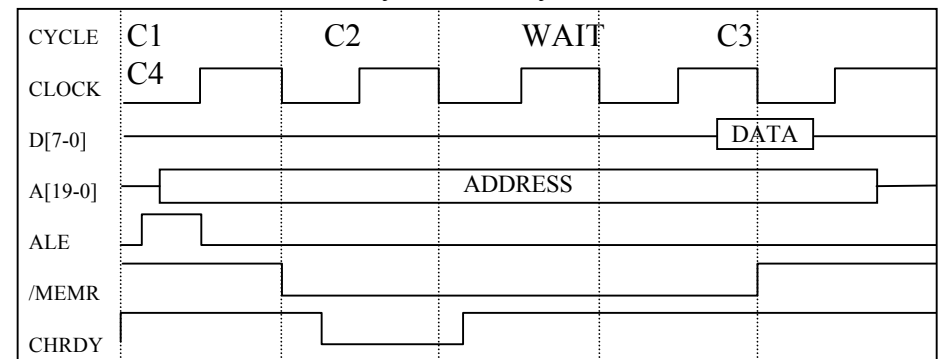 CYCLE C1 C2 WAIT C3
C4
CLOCK
D[7-0] DATA
A[19-0] ADDRESS
ALE
/MEMR
CHRDY